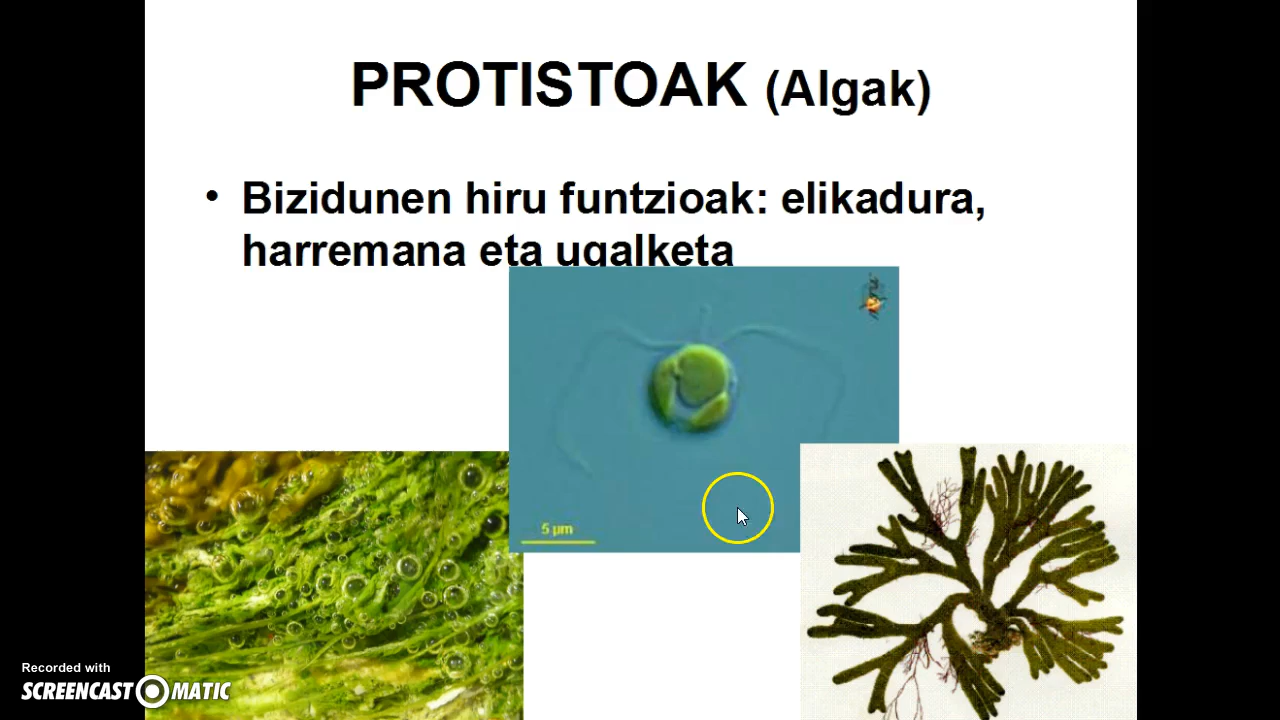 PROTISTOAK (Algak)
• Bizidunen hiru funtzioak: elikadura,
harremana eta ugalketa
5 µm
Recorded with
SCREENCAST MATIC